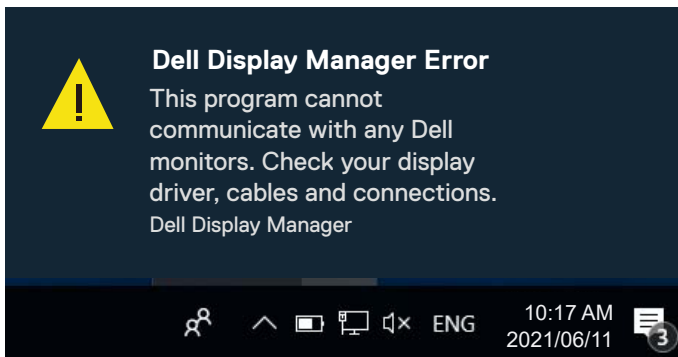 Dell Display Manager Error
This program cannot
communicate with any Dell
monitors. Check your display
driver, cables and connections.
Dell Display Manager
ENG
10:17 AM
2021/06/11
3